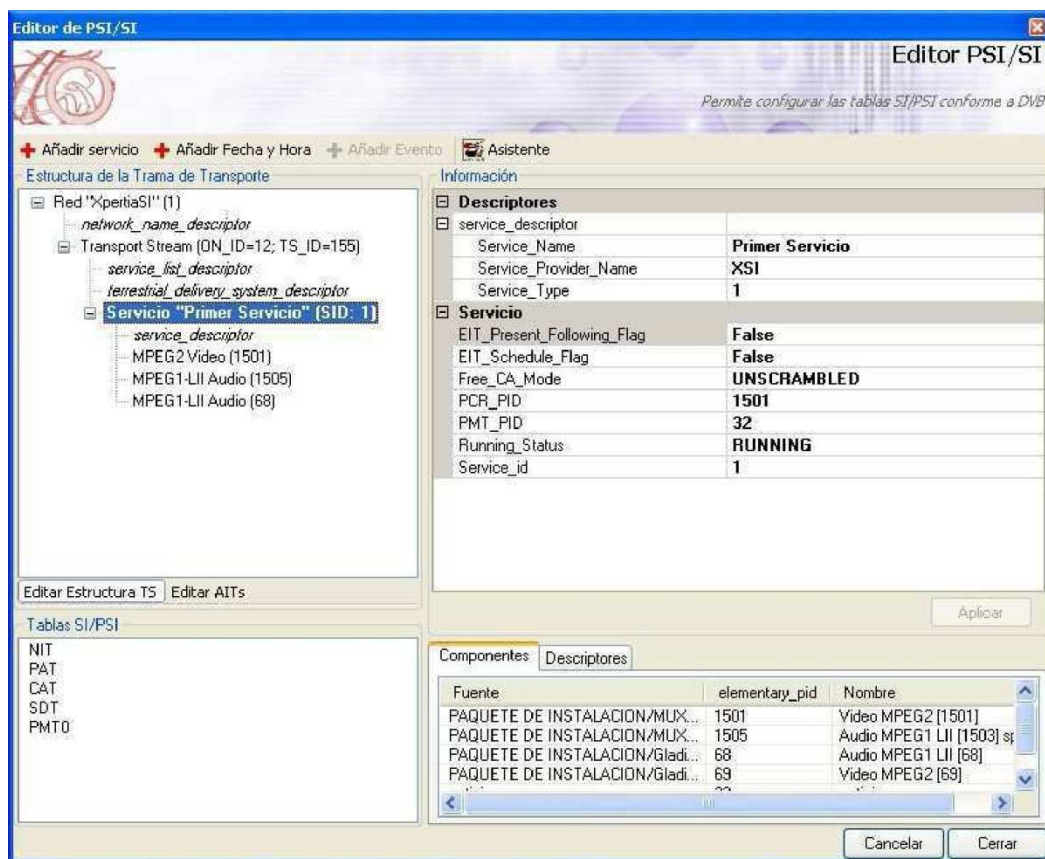 Editor de PSI/SI
Editor PSI/SI
Permite configurar las tablas SI/PSI conforme a DVB
Añadir servicio Añadir Fecha y Hora Añadir Evento Asistente
Estructura de la Trama de Transporte
Red "XpertiaSI" (1)
network_name_descriptor
Transport Stream (ON_ID=12; TS_ID=155)
service_list_descriptor
terrestrial_delivery_system_descriptor
Servicio "Primer Servicio" (SID: 1)
service_descriptor
MPEG2 Video (1501)
MPEG1-LII Audio (1505)
MPEG1-LII Audio (68)
Editar Estructura TS Editar AITs
Tablas SI/PSI
NIT
PAT
CAT
SDT
PMT0
Información
Descriptores
service_descriptor
Service_Name Primer Servicio
Service_Provider_Name XSI
Service_Type 1
Servicio
EIT_Present_Following_Flag False
EIT_Schedule_Flag False
Free_CA_Mode UNSCRAMBLED
PCR_PID 1501
PMT_PID 32
Running_Status RUNNING
Service_id 1
Aplicar
Componentes Descriptores
Fuente elementary_pid Nombre
PAQUETE DE INSTALACION/MUX... 1501 Video MPEG2 [1501]
PAQUETE DE INSTALACION/MUX... 1505 Audio MPEG1 LII [1503] sp
PAQUETE DE INSTALACION/Gladi... 68 Audio MPEG1 LII [68]
PAQUETE DE INSTALACION/Gladi... 69 Video MPEG2 [69]
Cancelar Cerrar